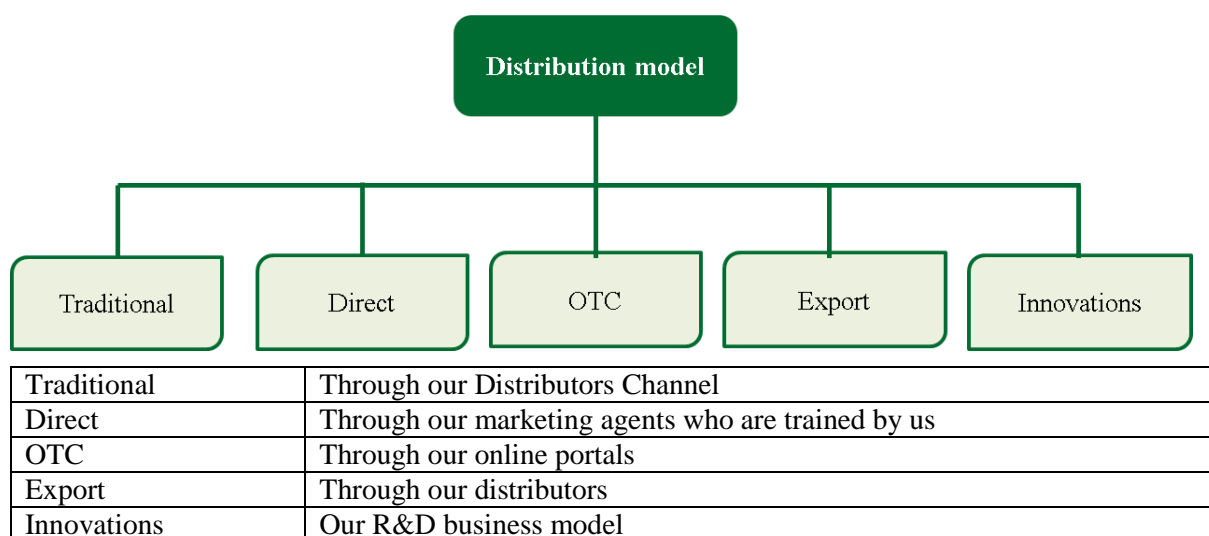 Distribution model
Traditional
Direct
OTC
Export
Innovations
Traditional Through our Distributors Channel
Direct Through our marketing agents who are trained by us
OTC Through our online portals
Export Through our distributors
Innovations Our R&D business model